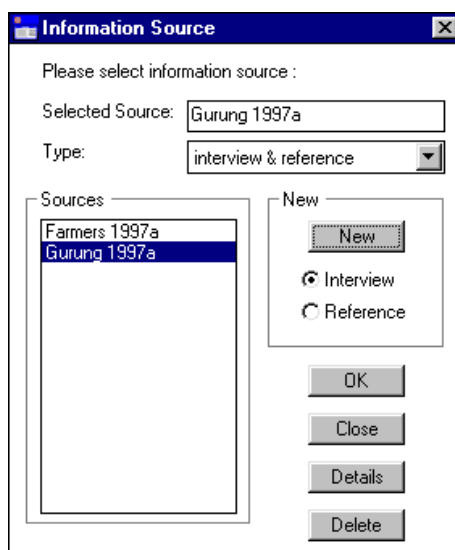 Information Source
Please select information source :
Selected Source: Gurung 1997a
Type: interview & reference
Sources
Farmers 1997a
Gurung 1997a
New
New
Interview
Reference
OK
Close
Details
Delete